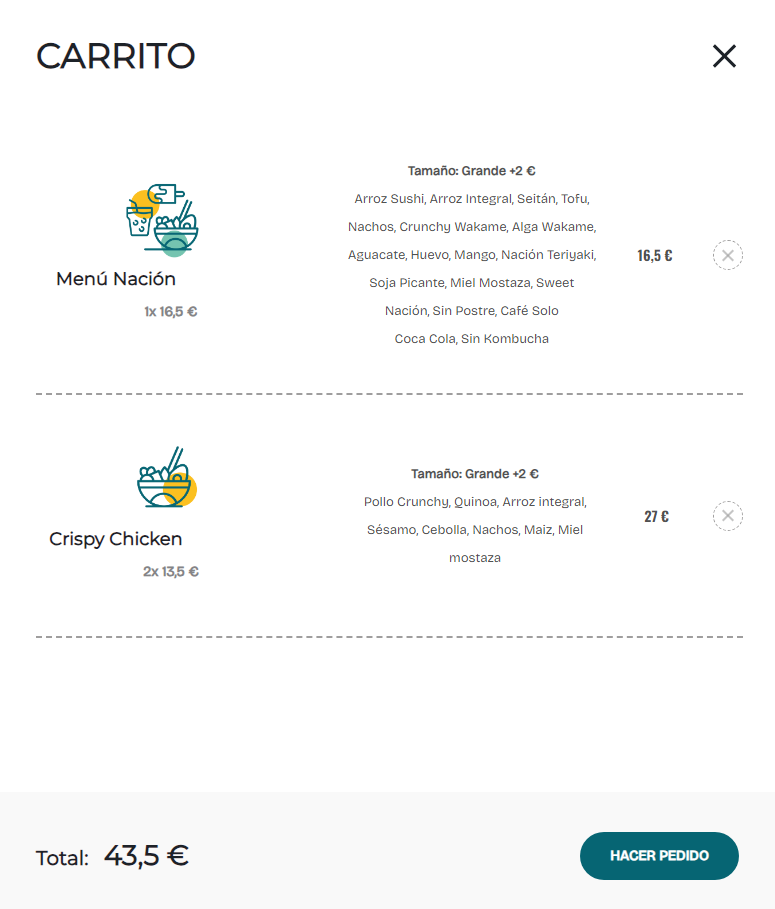 CARRITO
Menú Nación
1x 16,5 €
Tamaño: Grande +2 €
Arroz Sushi, Arroz Integral, Seitán, Tofu,
Nachos, Crunchy Wakame, Alga Wakame,
Aguacate, Huevo, Mango, Nación Teriyaki,
Soja Picante, Miel Mostaza, Sweet
Nación, Sin Postre, Café Solo
Coca Cola, Sin Kombucha
16,5 €
Crispy Chicken
2x 13,5 €
Tamaño: Grande +2 €
Pollo Crunchy, Quinoa, Arroz integral,
Sésamo, Cebolla, Nachos, Maiz, Miel
mostaza
27 €
Total: 43,5 €
HACER PEDIDO